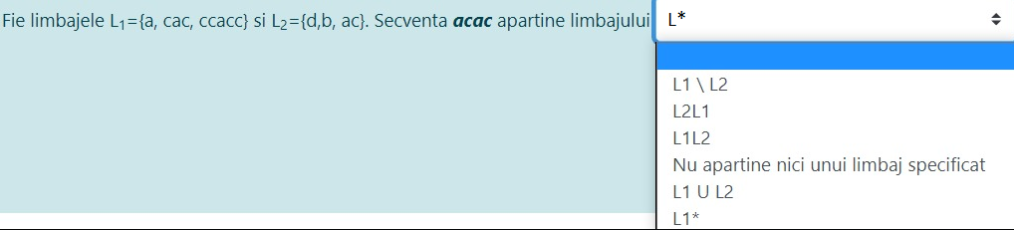 Fie limbajele L₁={a, cac, ccacc} si L₂={d,b, ac}. Secventa acac apartine limbajului L*
L1 \ L2
L2L1
L1L2
Nu apartine nici unui limbaj specificat
L1 U L2
L1*